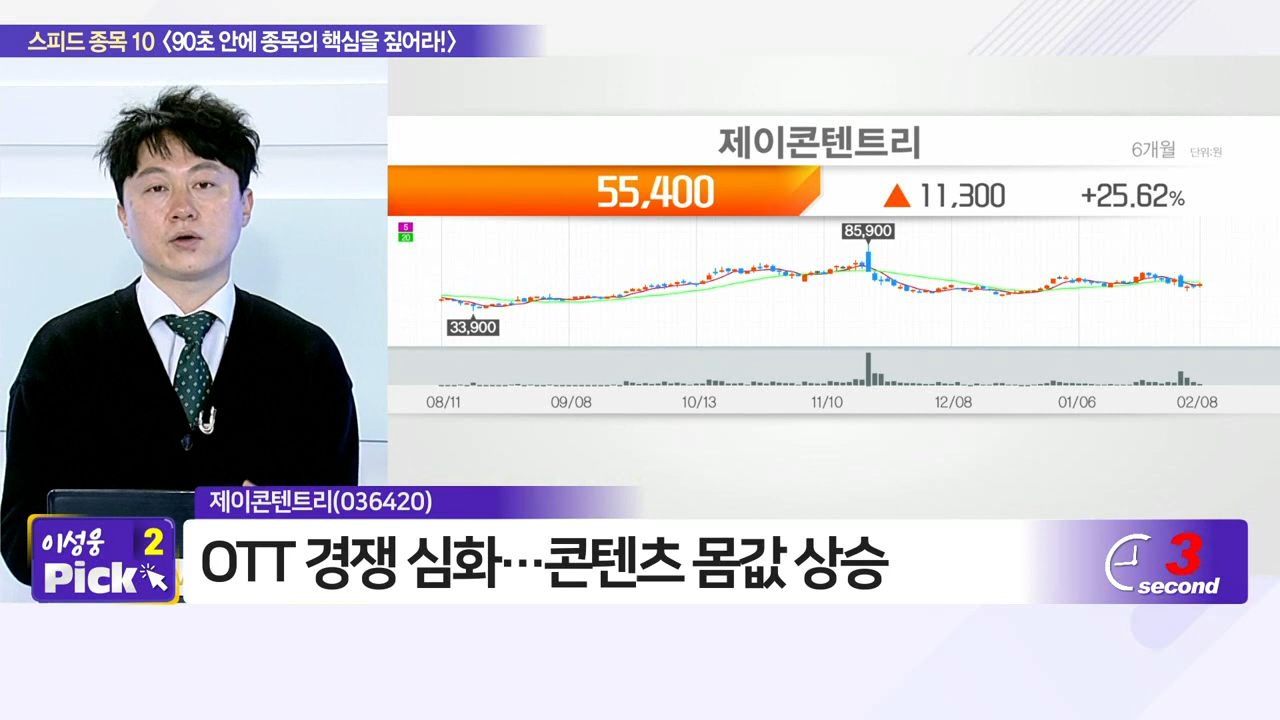 스피드 종목 10 <90초 안에 종목의 핵심을 짚어라!>
제이콘텐트리
6개월 단위:원
55,400 ▲ 11,300 +25.62%
5
20
85,900
33,900
08/11 09/08 10/13 11/10 12/08 01/06 02/08
제이콘텐트리(036420)
이성웅 2
Pick
OTT 경쟁 심화…콘텐츠 몸값 상승
3
second